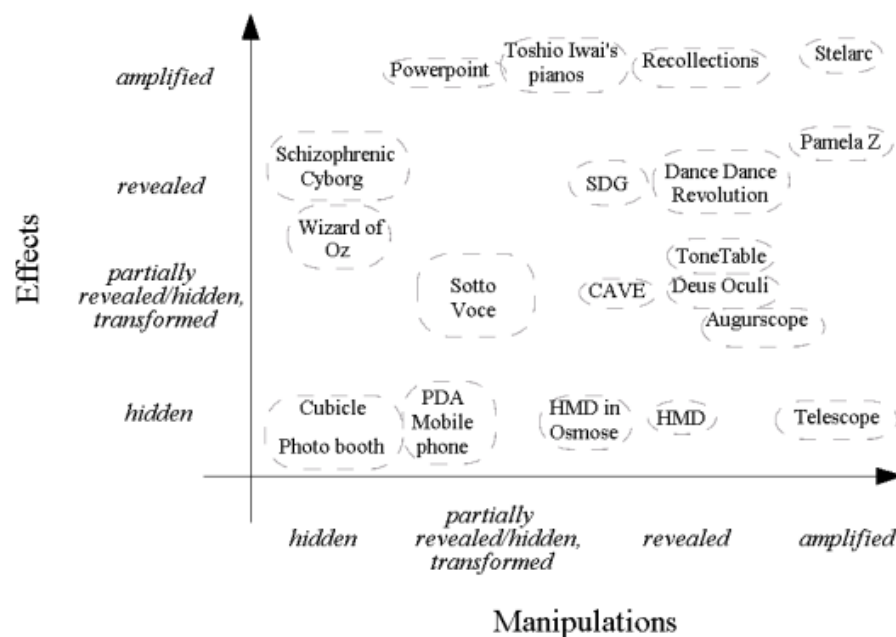 amplified
Powerpoint
Toshio Iwai's
pianos
Recollections
Stelarc
Pamela Z
revealed
Schizophrenic
Cyborg
SDG
Dance Dance
Revolution
Effects
Wizard of
Oz
partially
revealed/hidden,
transformed
Sotto
Voce
CAVE
ToneTable
Deus Oculi
Augurscope
hidden
Cubicle
Photo booth
PDA
Mobile
phone
HMD in
Osmose
HMD
Telescope
hidden
partially
revealed/hidden,
transformed
revealed
amplified
Manipulations